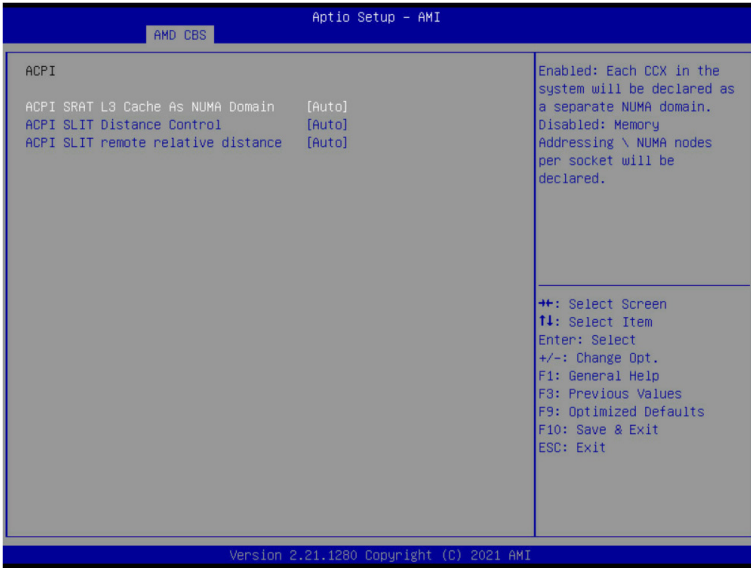 Aptio Setup – AMI
AMD CBS
ACPI
ACPI SRAT L3 Cache As NUMA Domain [Auto]
ACPI SLIT Distance Control [Auto]
ACPI SLIT remote relative distance [Auto]
Enabled: Each CCX in the
system will be declared as
a separate NUMA domain.
Disabled: Memory
Addressing \ NUMA nodes
per socket will be
declared.
→←: Select Screen
↑↓: Select Item
Enter: Select
+/-: Change Opt.
F1: General Help
F3: Previous Values
F9: Optimized Defaults
F10: Save & Exit
ESC: Exit
Version 2.21.1280 Copyright (C) 2021 AMI